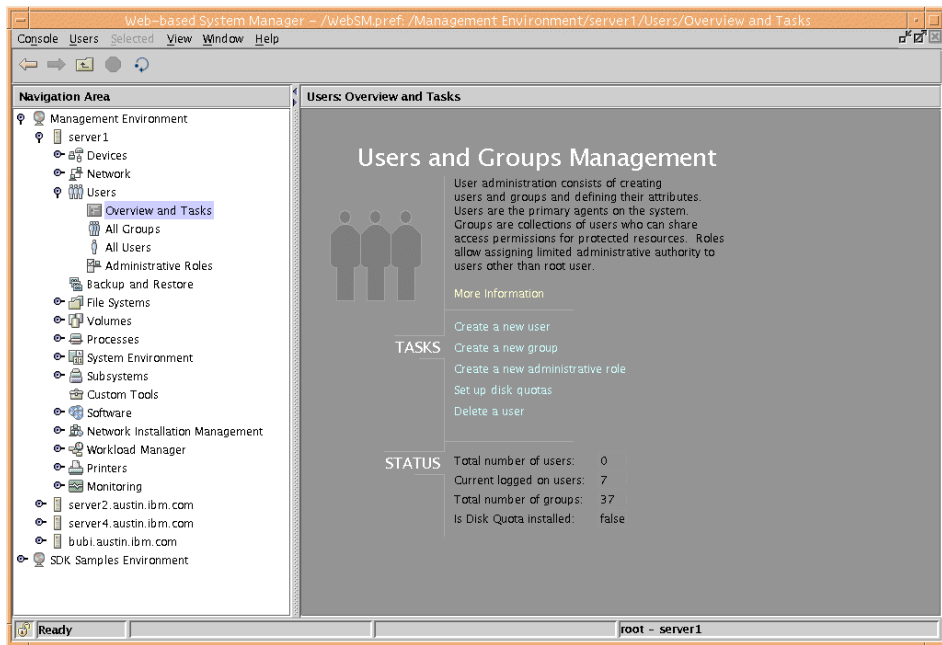 Web-based System Manager - /WebSM.pref: /Management Environment/server1/Users/Overview and Tasks
Console Users Selected View Window Help
Navigation Area
Management Environment
server1
Devices
Network
Users
Overview and Tasks
All Groups
All Users
Administrative Roles
Backup and Restore
File Systems
Volumes
Processes
System Environment
Subsystems
Custom Tools
Software
Network Installation Management
Workload Manager
Printers
Monitoring
server2.austin.ibm.com
server4.austin.ibm.com
bubi.austin.ibm.com
SDK Samples Environment
Users: Overview and Tasks
Users and Groups Management
User administration consists of creating
users and groups and defining their attributes.
Users are the primary agents on the system.
Groups are collections of users who can share
access permissions for protected resources. Roles
allow assigning limited administrative authority to
users other than root user.
More Information
TASKS
Create a new user
Create a new group
Create a new administrative role
Set up disk quotas
Delete a user
STATUS
Total number of users: 0
Current logged on users: 7
Total number of groups: 37
Is Disk Quota installed: false
Ready
root - server1